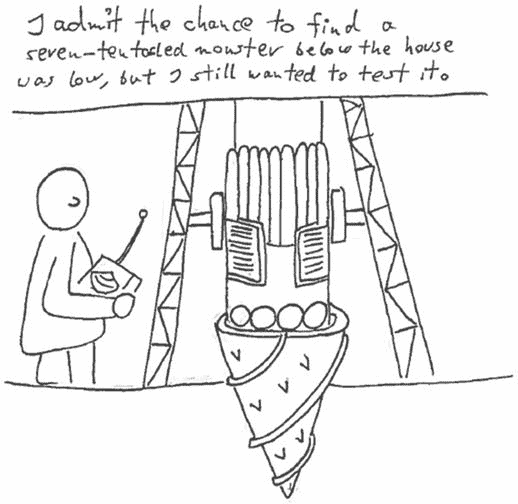 I admit the chance to find a
seven-tentacled monster below the house
was low, but I still wanted to test it.